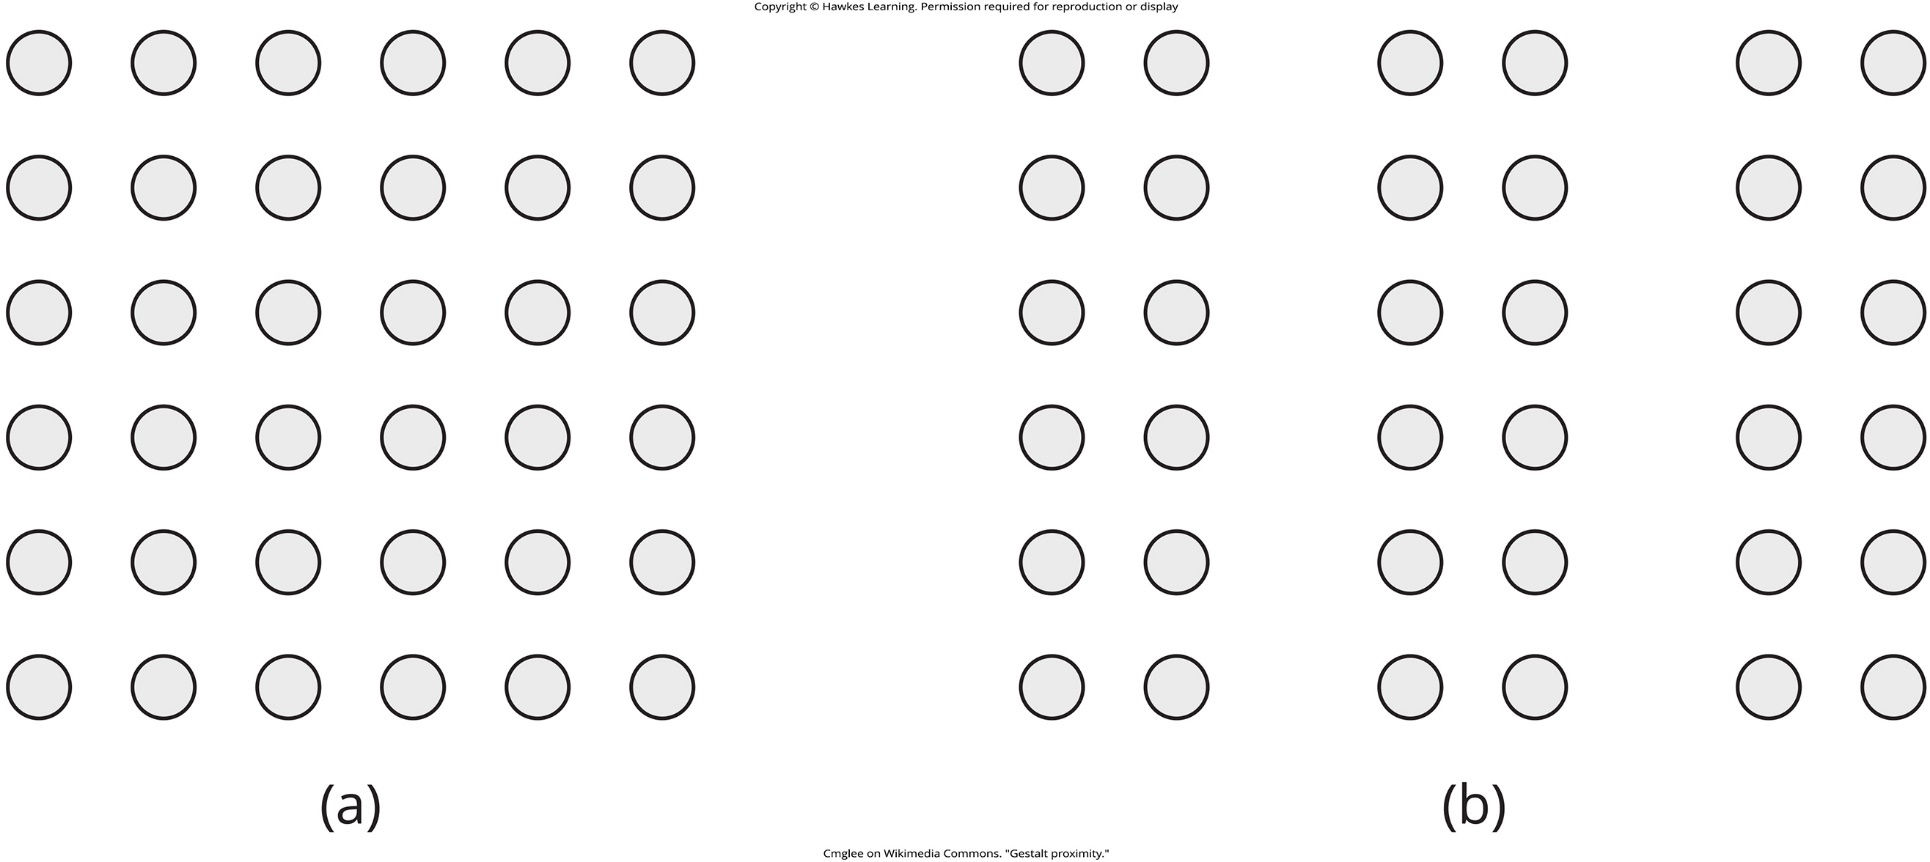 Copyright © Hawkes Learning. Permission required for reproduction or display
(a)
(b)
Cmglee on Wikimedia Commons. "Gestalt proximity."